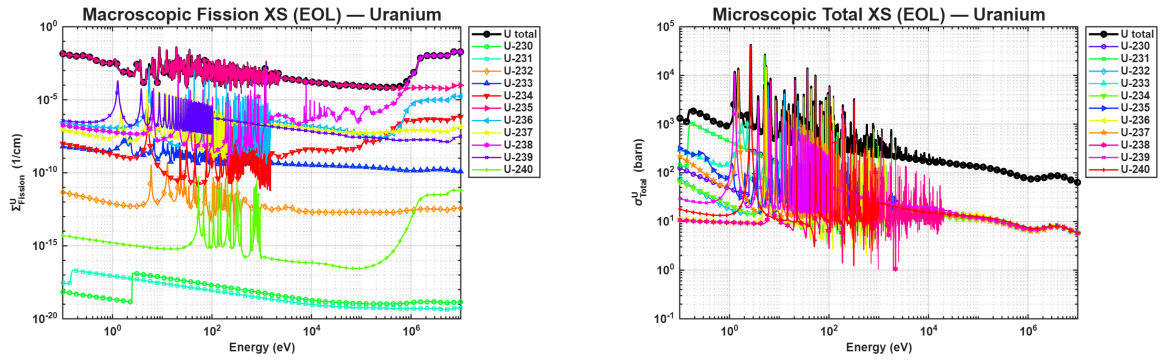 Macroscopic Fission XS (EOL) — Uranium
10^0
10^-5
10^-10
10^-15
10^-20
Σ^U_Fission (1/cm)
10^0
10^2
10^4
10^6
Energy (eV)
U total
U-230
U-231
U-232
U-233
U-234
U-235
U-236
U-237
U-238
U-239
U-240
Microscopic Total XS (EOL) — Uranium
10^5
10^4
10^3
10^2
10^1
10^0
10^-1
σ^U_Total (barn)
10^0
10^2
10^4
10^6
Energy (eV)
U total
U-230
U-231
U-232
U-233
U-234
U-235
U-236
U-237
U-238
U-239
U-240